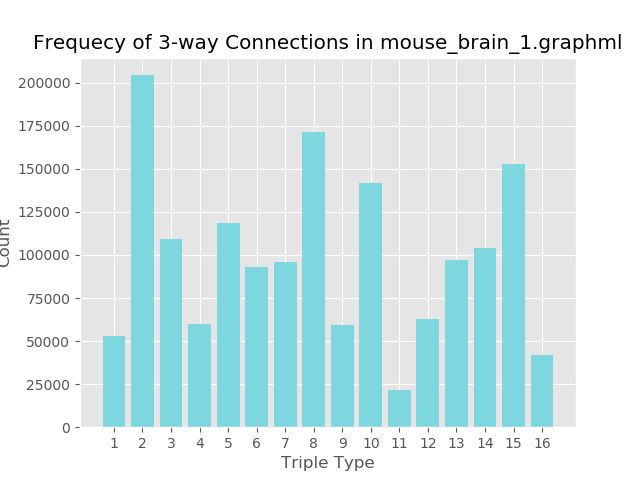 Frequecy of 3-way Connections in mouse_brain_1.graphml
200000
175000
150000
125000
100000
75000
50000
25000
0
Count
1 2 3 4 5 6 7 8 9 10 11 12 13 14 15 16
Triple Type